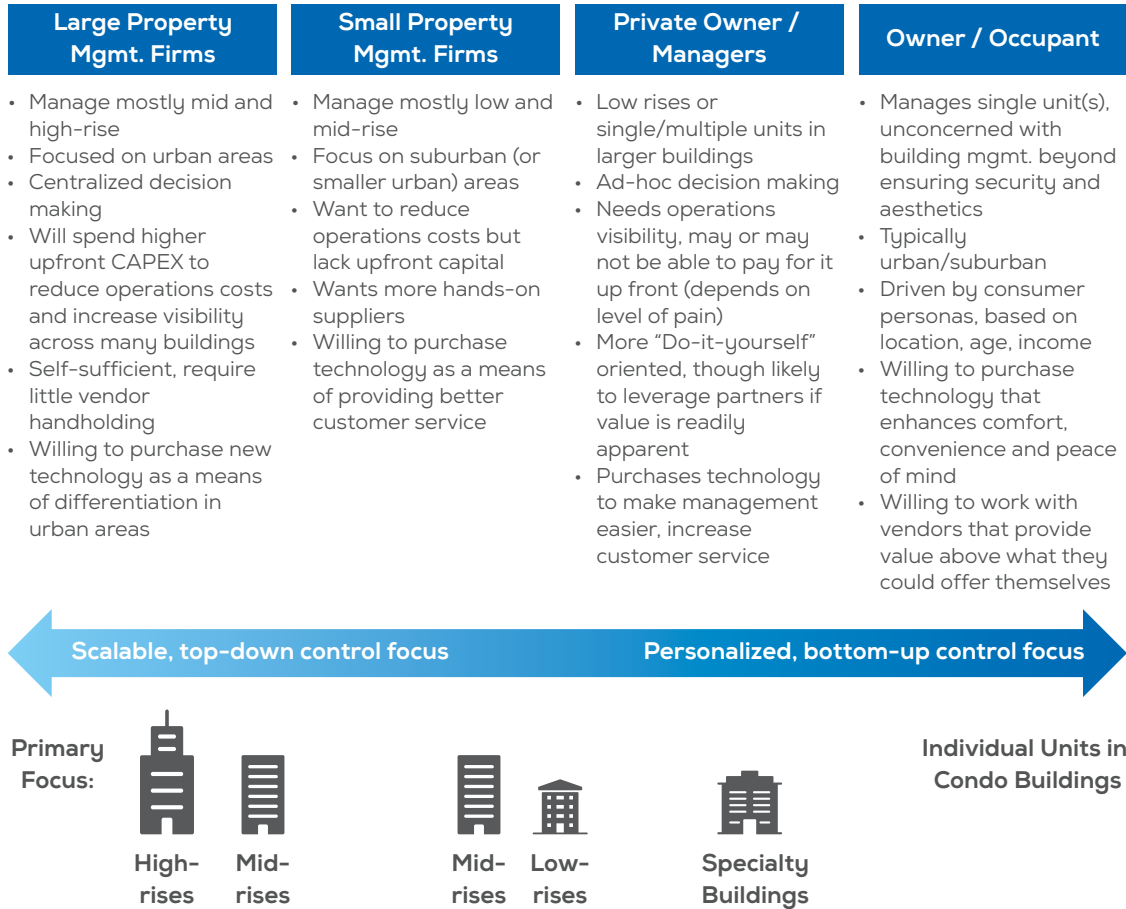 Large Property
Mgmt. Firms
• Manage mostly mid and
high-rise
• Focused on urban areas
• Centralized decision
making
• Will spend higher
upfront CAPEX to
reduce operations costs
and increase visibility
across many buildings
• Self-sufficient, require
little vendor
handholding
• Willing to purchase new
technology as a means
of differentiation in
urban areas
Small Property
Mgmt. Firms
• Manage mostly low and
mid-rise
• Focus on suburban (or
smaller urban) areas
• Want to reduce
operations costs but
lack upfront capital
• Wants more hands-on
suppliers
• Willing to purchase
technology as a means
of providing better
customer service
Private Owner /
Managers
• Low rises or
single/multiple units in
larger buildings
• Ad-hoc decision making
• Needs operations
visibility, may or may
not be able to pay for it
up front (depends on
level of pain)
• More “Do-it-yourself”
oriented, though likely
to leverage partners if
value is readily
apparent
• Purchases technology
to make management
easier, increase
customer service
Owner / Occupant
• Manages single unit(s),
unconcerned with
building mgmt. beyond
ensuring security and
aesthetics
• Typically
urban/suburban
• Driven by consumer
personas, based on
location, age, income
• Willing to purchase
technology that
enhances comfort,
convenience and peace
of mind
• Willing to work with
vendors that provide
value above what they
could offer themselves
Scalable, top-down control focus
Personalized, bottom-up control focus
Primary
Focus:
High-
rises
Mid-
rises
Mid-
rises
Low-
rises
Specialty
Buildings
Individual Units in
Condo Buildings